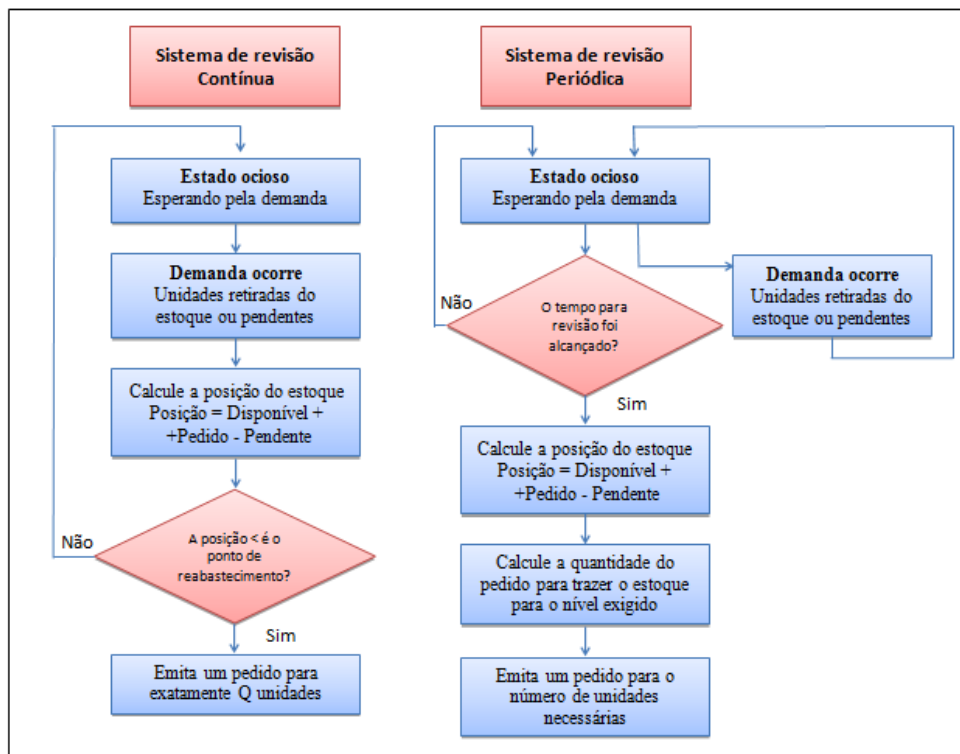 Sistema de revisão
Contínua
Estado ocioso
Esperando pela demanda
Demanda ocorre
Unidades retiradas do
estoque ou pendentes
Calcule a posição do estoque
Posição = Disponível +
+Pedido - Pendente
Não
A posição < é o
ponto de
reabastecimento?
Sim
Emita um pedido para
exatamente Q unidades
Sistema de revisão
Periódica
Estado ocioso
Esperando pela demanda
Demanda ocorre
Unidades retiradas do
estoque ou pendentes
Não
O tempo para
revisão foi
alcançado?
Sim
Calcule a posição do estoque
Posição = Disponível +
+Pedido - Pendente
Calcule a quantidade do
pedido para trazer o estoque
para o nível exigido
Emita um pedido para o
número de unidades
necessárias